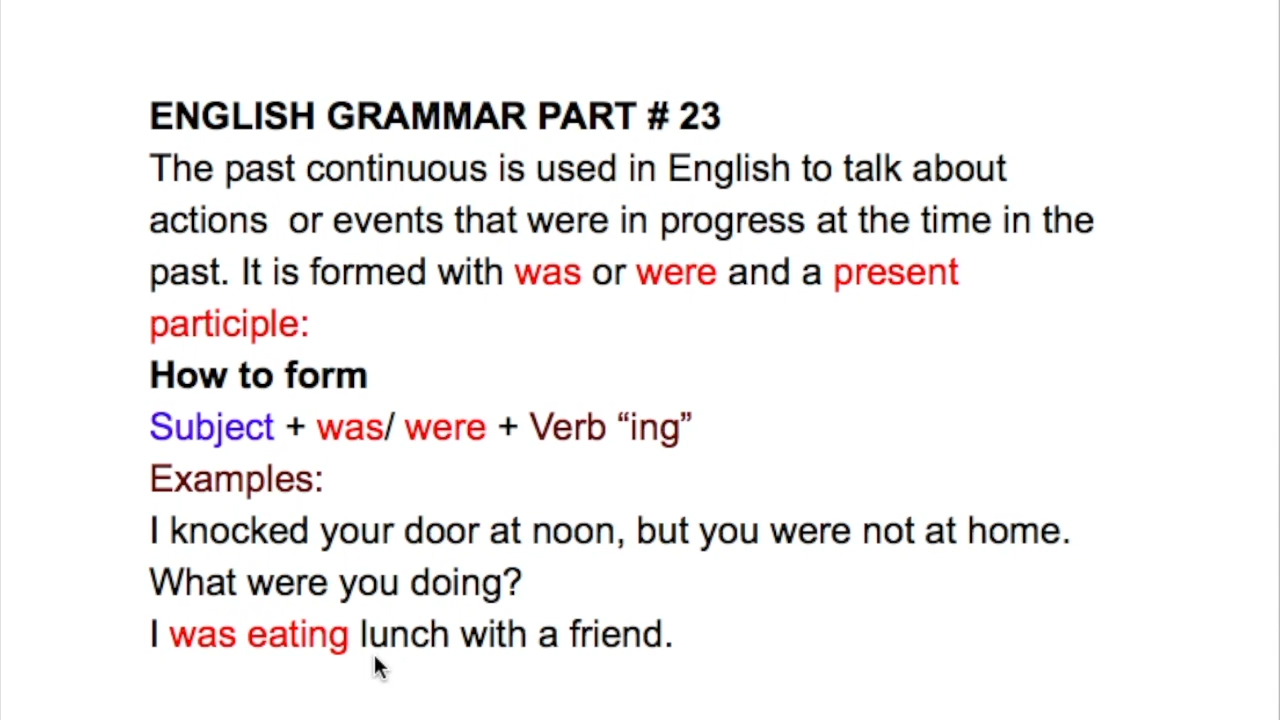 ENGLISH GRAMMAR PART # 23
The past continuous is used in English to talk about
actions  or events that were in progress at the time in the
past. It is formed with was or were and a present
participle:
How to form
Subject + was/ were + Verb “ing”
Examples:
I knocked your door at noon, but you were not at home.
What were you doing?
I was eating lunch with a friend.